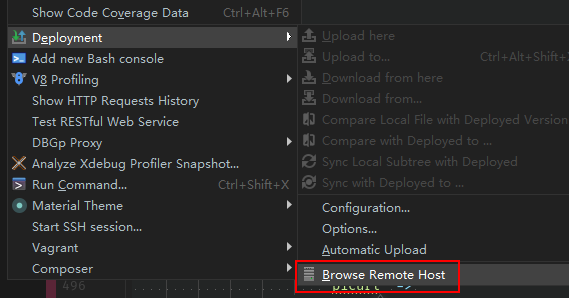 Show Code Coverage Data Ctrl+Alt+F6
Deployment
Add new Bash console
V8 Profiling
Show HTTP Requests History
Test RESTful Web Service
DBGp Proxy
Analyze Xdebug Profiler Snapshot...
Run Command... Ctrl+Shift+X
Material Theme
Start SSH session...
Vagrant
Composer
496
Upload here
Upload to... Ctrl+Alt+Shift+
Download from here
Download from...
Compare Local File with Deployed Version
Compare with Deployed to ...
Sync Local Subtree with Deployed
Sync with Deployed to ...
Configuration...
Options...
Automatic Upload
Browse Remote Host